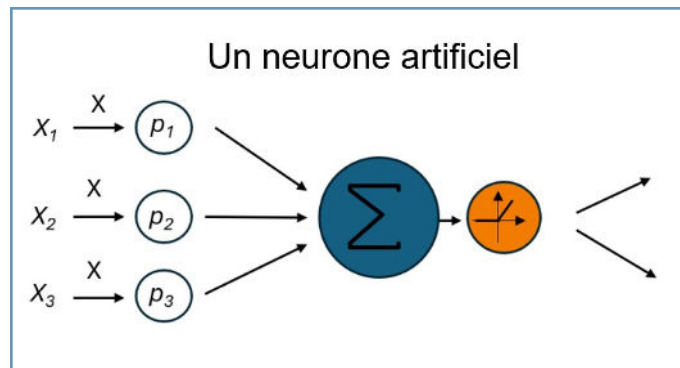 Un neurone artificiel
X
X₁ p₁
X
X₂ p₂
X
X₃ p₃
Σ